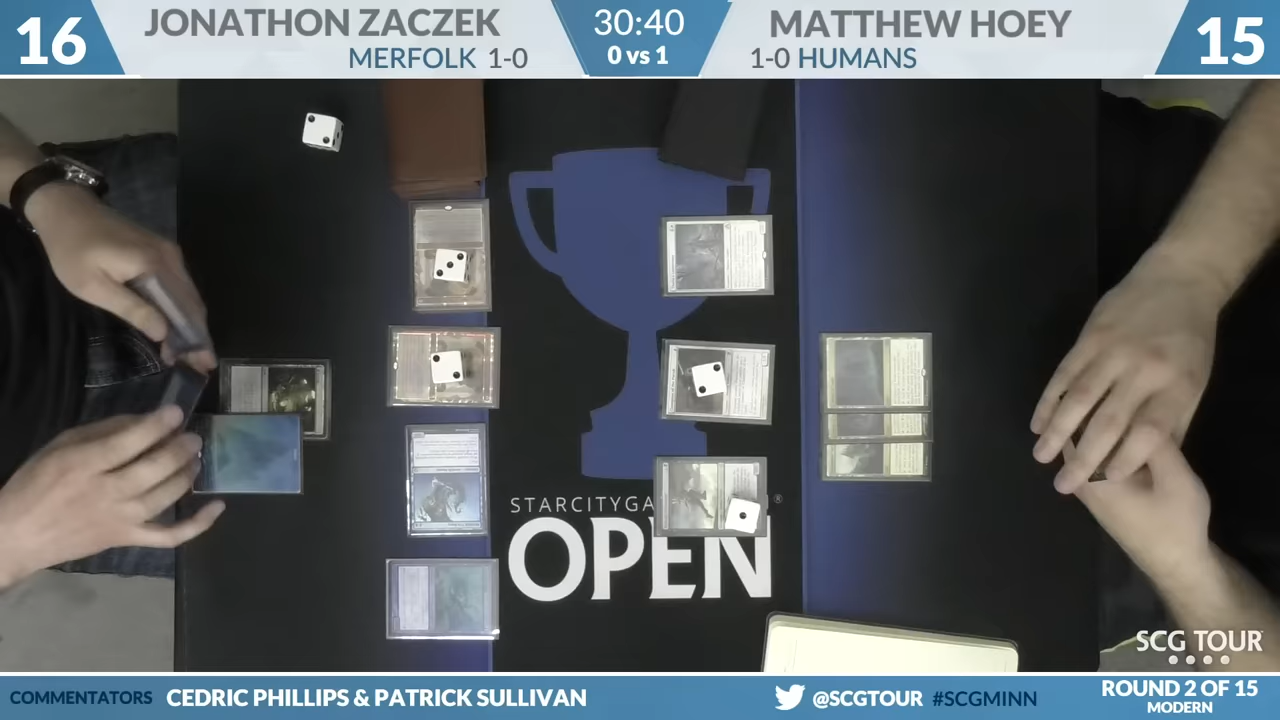 16
JONATHON ZACZEK
MERFOLK 1-0
30:40
0 vs 1
MATTHEW HOEY
1-0 HUMANS
15
STARCITYGA ®
OPEN
SCG TOUR
COMMENTATORS CEDRIC PHILLIPS & PATRICK SULLIVAN
@SCGTOUR #SCGMINN
ROUND 2 OF 15
MODERN